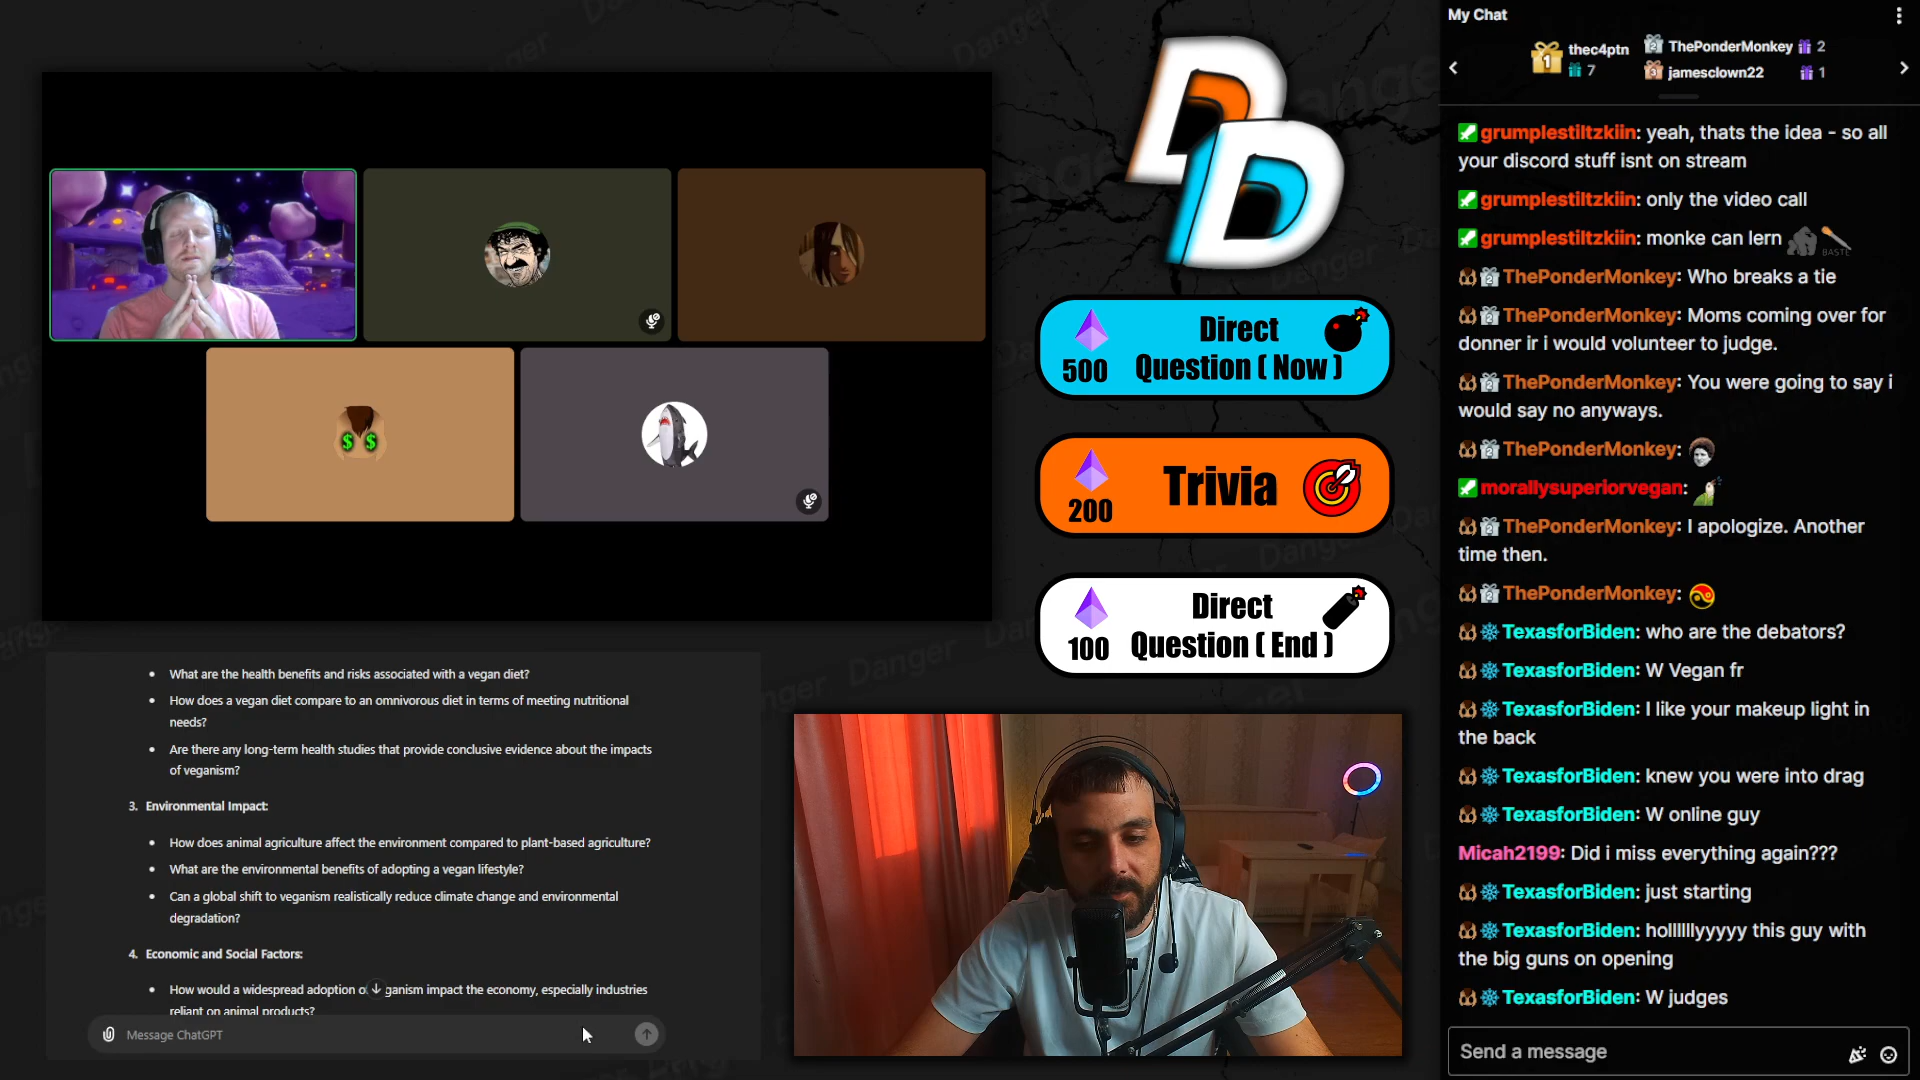 DD
500
Direct
Question ( Now )
200
Trivia
100
Direct
Question ( End )
• What are the health benefits and risks associated with a vegan diet?
• How does a vegan diet compare to an omnivorous diet in terms of meeting nutritional
needs?
• Are there any long-term health studies that provide conclusive evidence about the impacts
of veganism?
3. Environmental Impact:
• How does animal agriculture affect the environment compared to plant-based agriculture?
• What are the environmental benefits of adopting a vegan lifestyle?
• Can a global shift to veganism realistically reduce climate change and environmental
degradation?
4. Economic and Social Factors:
• How would a widespread adoption o ganism impact the economy, especially industries
reliant on animal products?
Message ChatGPT
My Chat
1 thec4ptn
7
2 ThePonderMonkey 2
3 jamesclown22 1
grumplestiltzkiin: yeah, thats the idea - so all
your discord stuff isnt on stream
grumplestiltzkiin: only the video call
grumplestiltzkiin: monke can lern BASTE
ThePonderMonkey: Who breaks a tie
ThePonderMonkey: Moms coming over for
donner ir i would volunteer to judge.
ThePonderMonkey: You were going to say i
would say no anyways.
ThePonderMonkey:
morallysuperiorvegan:
ThePonderMonkey: I apologize. Another
time then.
ThePonderMonkey:
TexasforBiden: who are the debators?
TexasforBiden: W Vegan fr
TexasforBiden: I like your makeup light in
the back
TexasforBiden: knew you were into drag
TexasforBiden: W online guy
Micah2199: Did i miss everything again???
TexasforBiden: just starting
TexasforBiden: hollllllyyyyy this guy with
the big guns on opening
TexasforBiden: W judges
Send a message